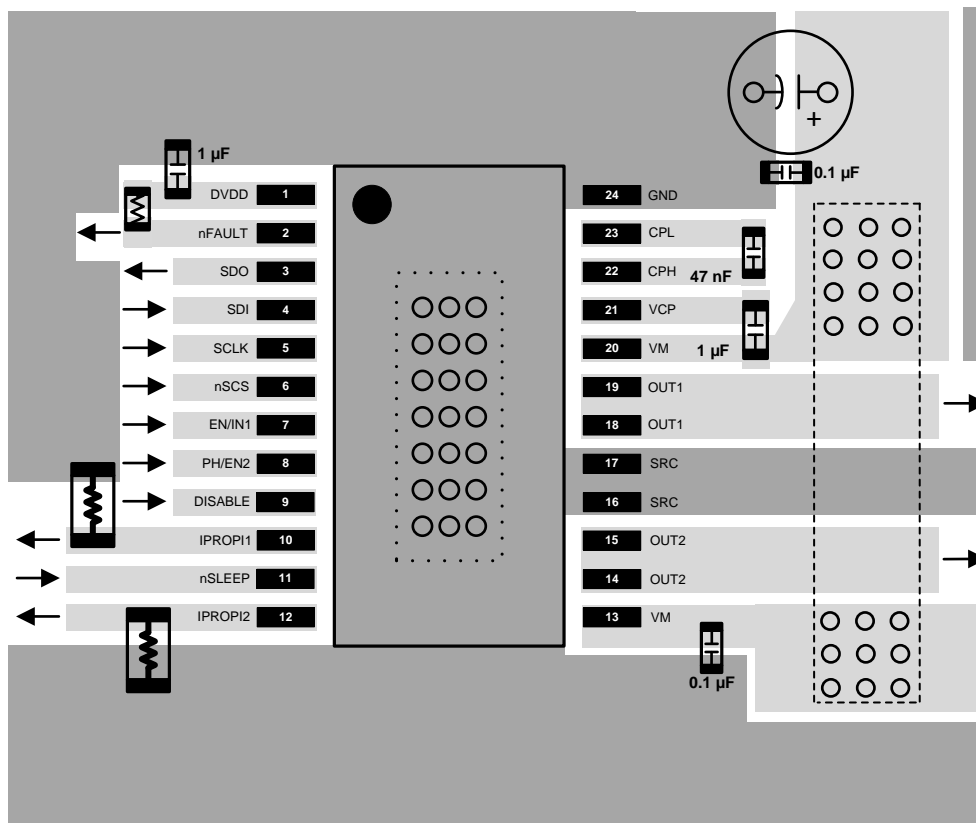 1 µF
+
0.1 µF
DVDD 1
24 GND
nFAULT 2
23 CPL
SDO 3
22 CPH
47 nF
SDI 4
21 VCP
SCLK 5
20 VM
1 µF
nSCS 6
19 OUT1
EN/IN1 7
18 OUT1
PH/EN2 8
17 SRC
DISABLE 9
16 SRC
IPROPI1 10
15 OUT2
nSLEEP 11
14 OUT2
IPROPI2 12
13 VM
0.1 µF